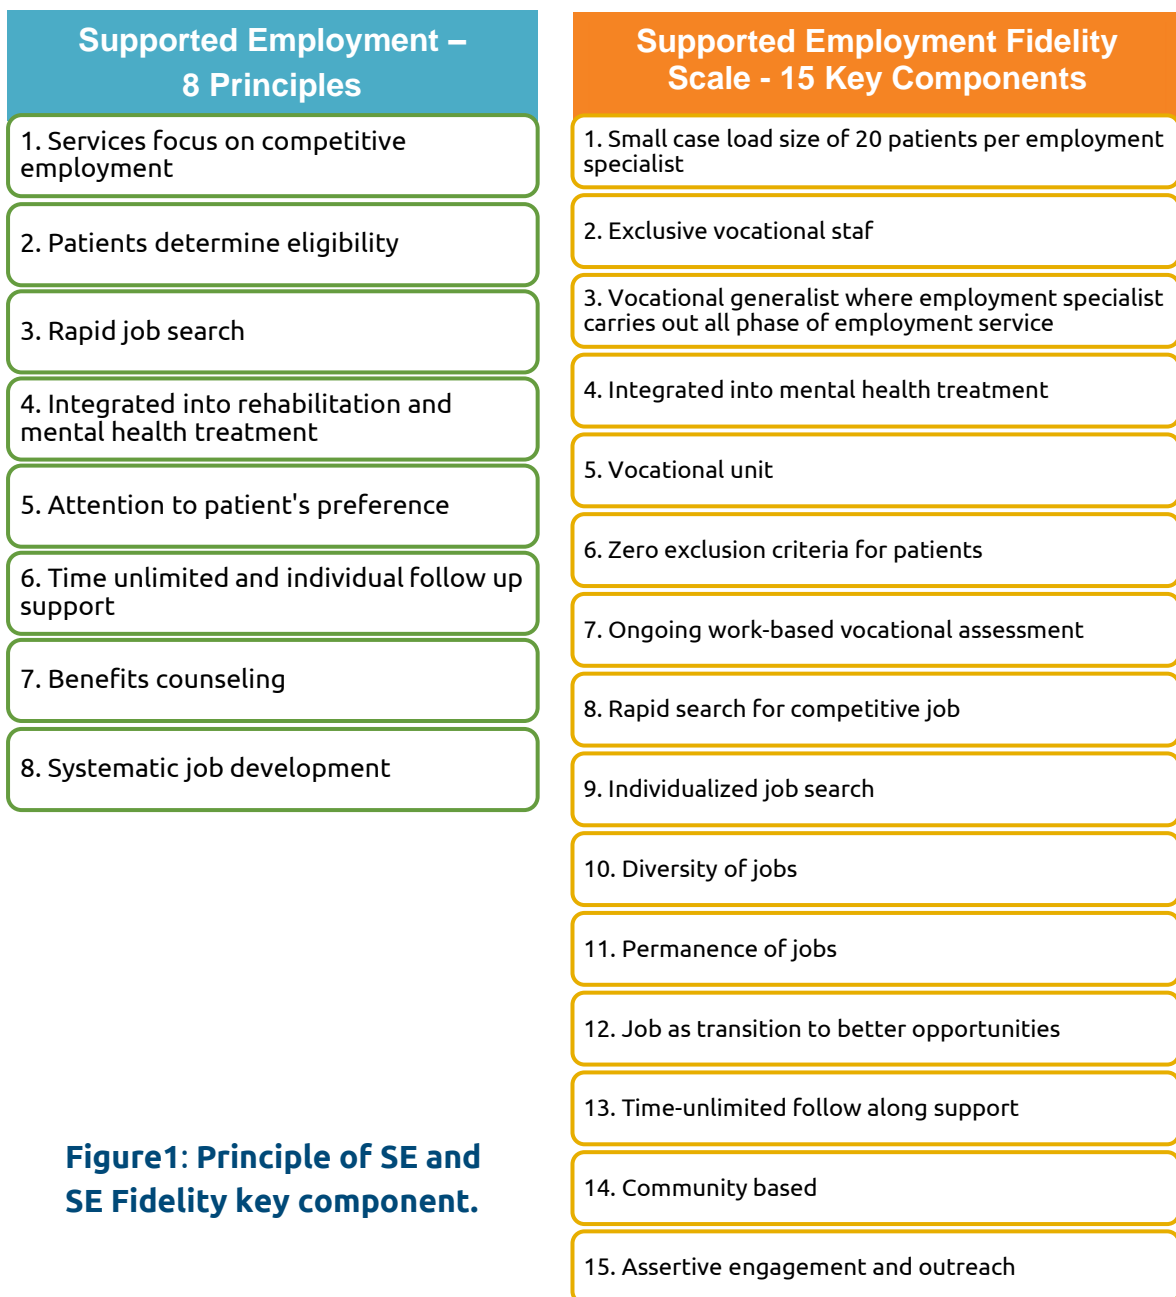 Supported Employment –
8 Principles
1. Services focus on competitive
employment
2. Patients determine eligibility
3. Rapid job search
4. Integrated into rehabilitation and
mental health treatment
5. Attention to patient's preference
6. Time unlimited and individual follow up
support
7. Benefits counseling
8. Systematic job development
Figure1: Principle of SE and
SE Fidelity key component.
Supported Employment Fidelity
Scale - 15 Key Components
1. Small case load size of 20 patients per employment
specialist
2. Exclusive vocational staf
3. Vocational generalist where employment specialist
carries out all phase of employment service
4. Integrated into mental health treatment
5. Vocational unit
6. Zero exclusion criteria for patients
7. Ongoing work-based vocational assessment
8. Rapid search for competitive job
9. Individualized job search
10. Diversity of jobs
11. Permanence of jobs
12. Job as transition to better opportunities
13. Time-unlimited follow along support
14. Community based
15. Assertive engagement and outreach